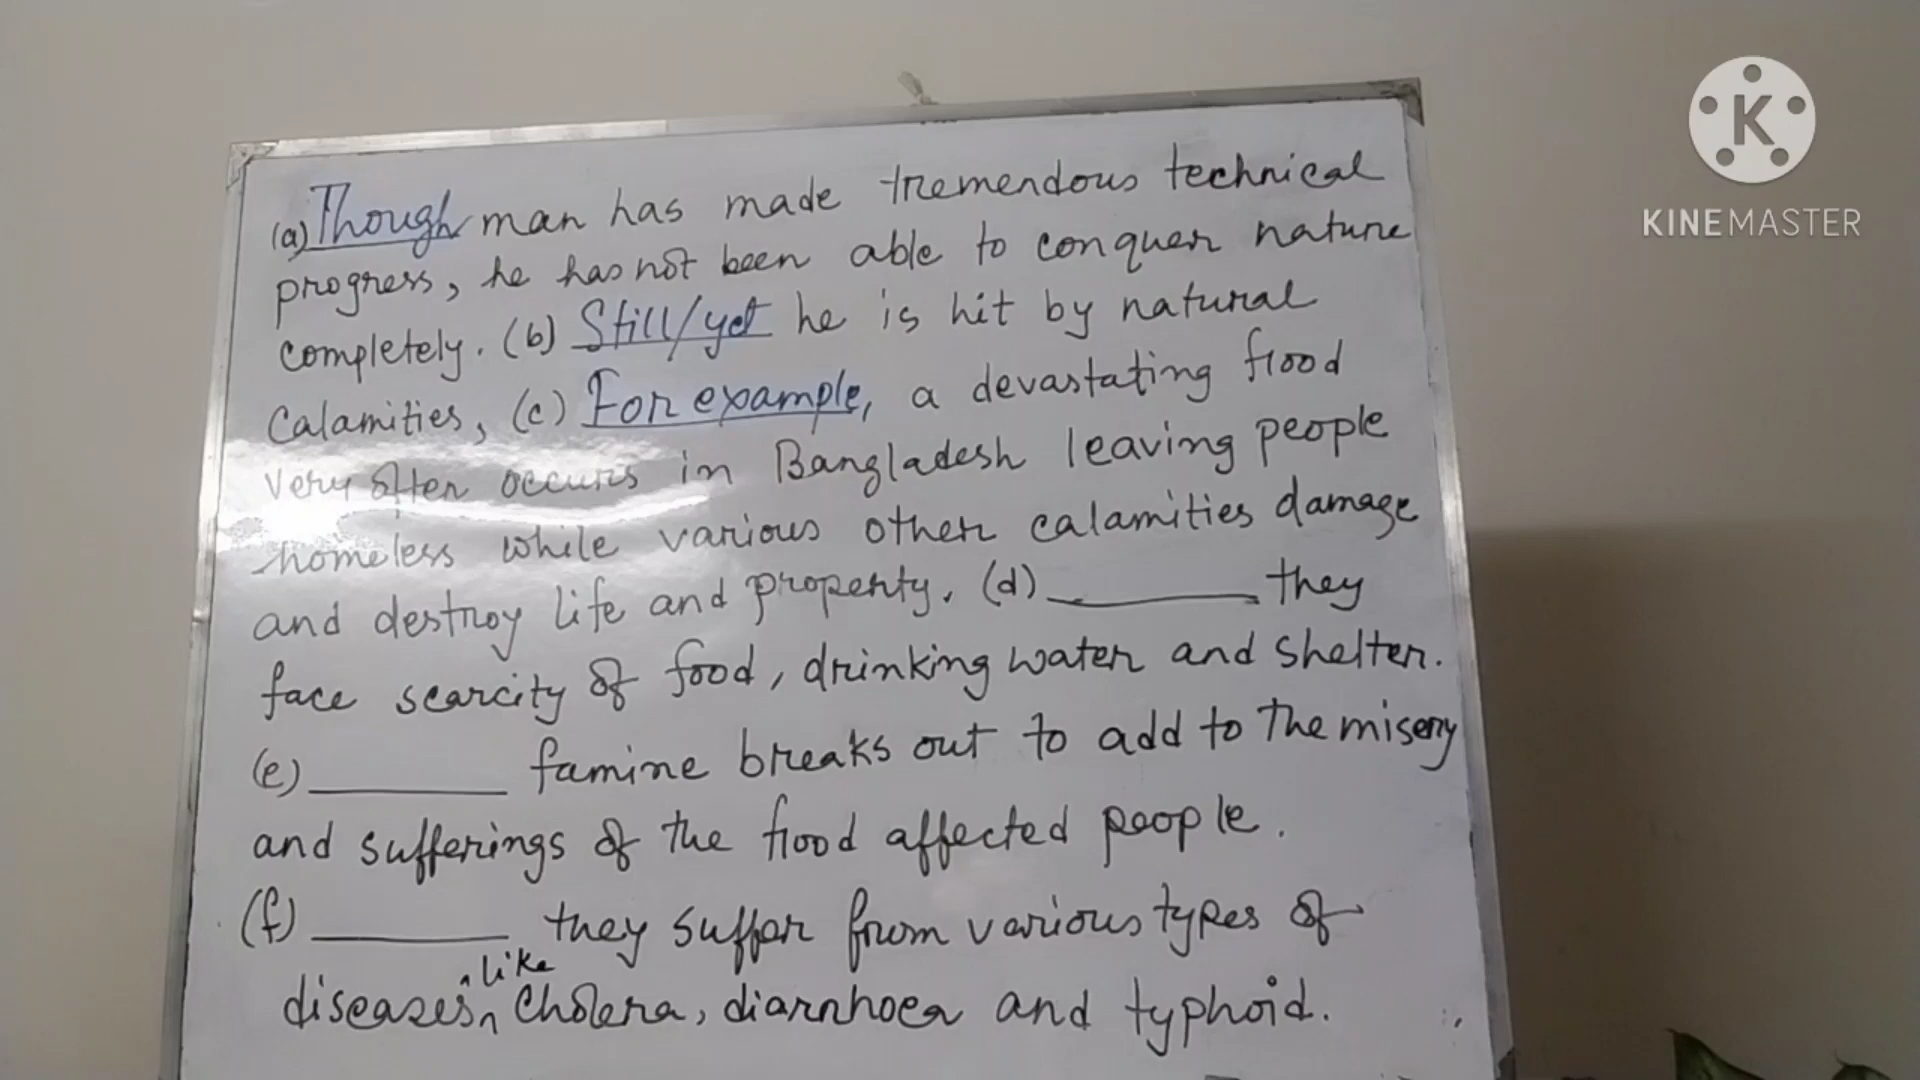 (a) Though man has made tremendous technical
progress, he has not been able to conquer nature
completely. (b) Still/yet he is hit by natural
Calamities, (c) For example, a devastating flood
very often occurs in Bangladesh leaving people
homeless while various other calamities damage
and destroy life and property. (d) ________ they
face scarcity of food, drinking water and shelter.
(e) ________ famine breaks out to add to the misery
and sufferings of the flood affected people.
(f) ________ they suffer from various types of
diseases, like Cholera, diarrhoea and typhoid.
K
KINEMASTER